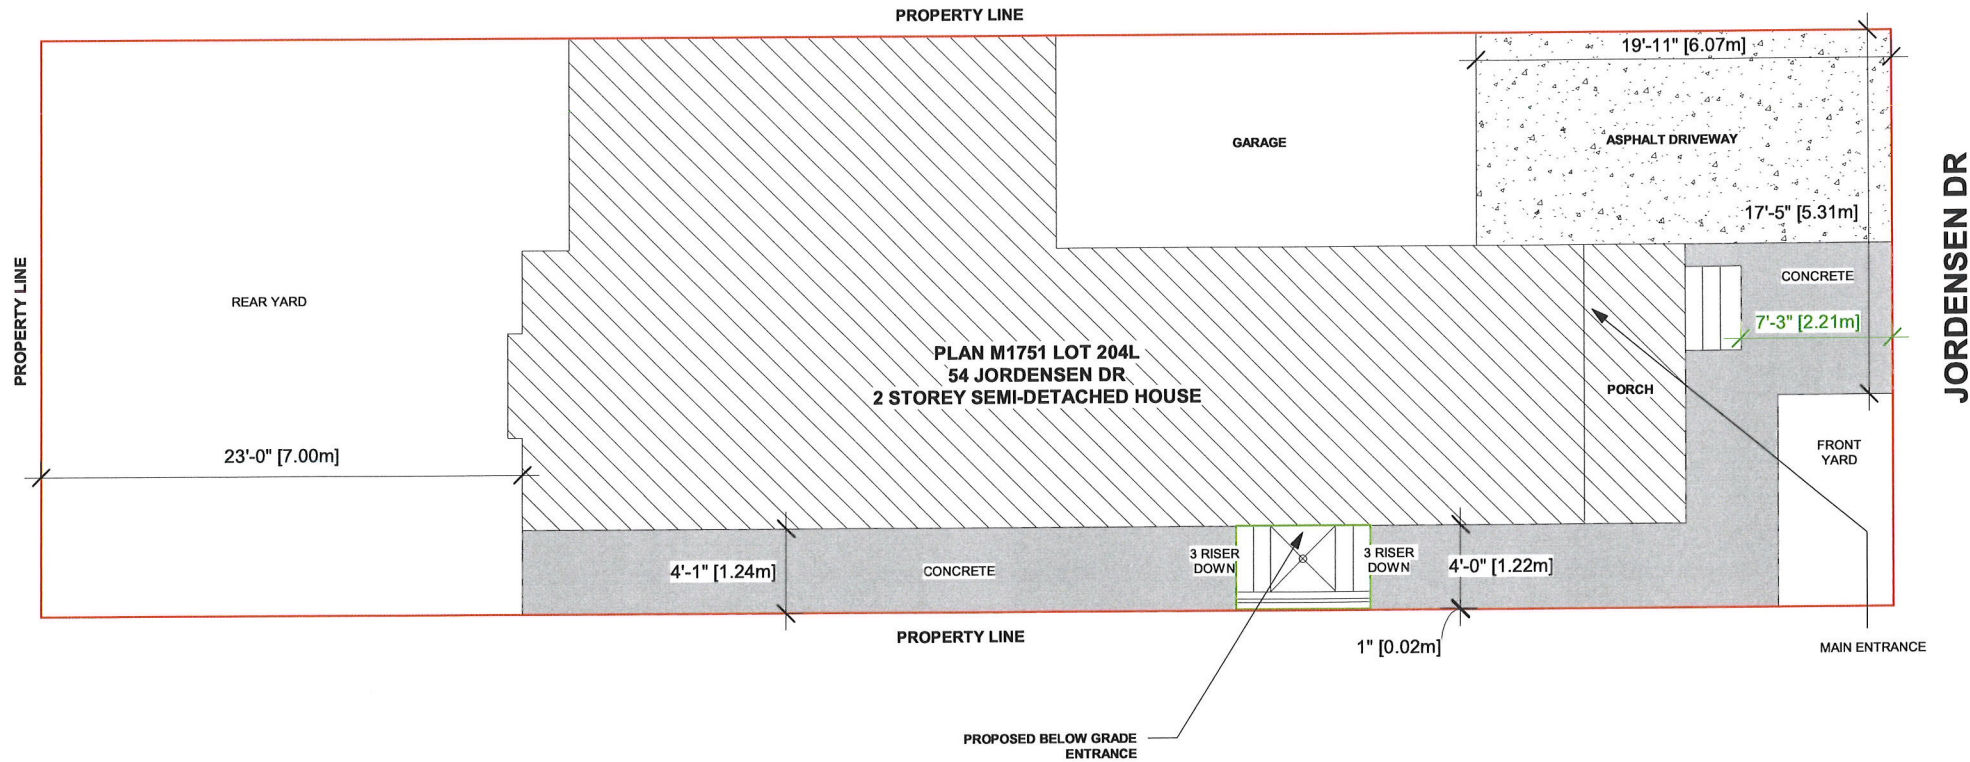 PROPERTY LINE
19'-11" [6.07m]
GARAGE
ASPHALT DRIVEWAY
17'-5" [5.31m]
JORDENSEN DR
PROPERTY LINE
REAR YARD
CONCRETE
7'-3" [2.21m]
PLAN M1751 LOT 204L
54 JORDENSEN DR
2 STOREY SEMI-DETACHED HOUSE
PORCH
FRONT
YARD
23'-0" [7.00m]
4'-1" [1.24m]
CONCRETE
3 RISER
DOWN
3 RISER
DOWN
4'-0" [1.22m]
PROPERTY LINE
1" [0.02m]
MAIN ENTRANCE
PROPOSED BELOW GRADE
ENTRANCE